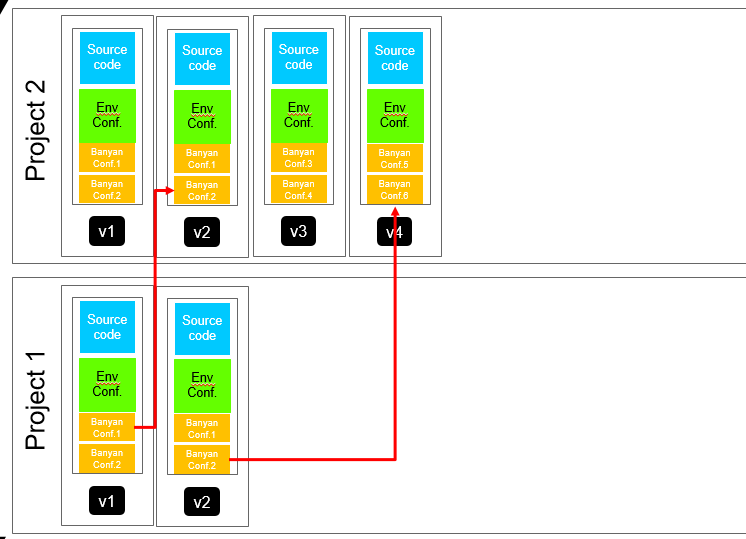 Project 2
Source
code
Env
Conf.
Banyan
Conf.1
Banyan
Conf.2
v1
Source
code
Env
Conf.
Banyan
Conf.1
Banyan
Conf.2
v2
Source
code
Env
Conf.
Banyan
Conf.3
Banyan
Conf.4
v3
Source
code
Env
Conf.
Banyan
Conf.5
Banyan
Conf.6
v4
Project 1
Source
code
Env
Conf.
Banyan
Conf.1
Banyan
Conf.2
v1
Source
code
Env
Conf.
Banyan
Conf.1
Banyan
Conf.2
v2